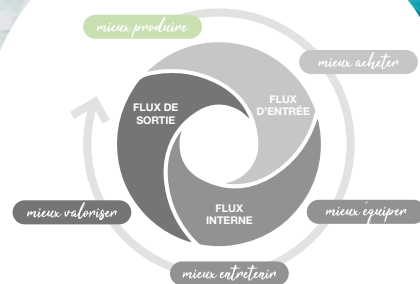 mieux produire
mieux acheter
FLUX
D'ENTRÉE
FLUX DE
SORTIE
FLUX
INTERNE
mieux valoriser
mieux équiper
mieux entretenir